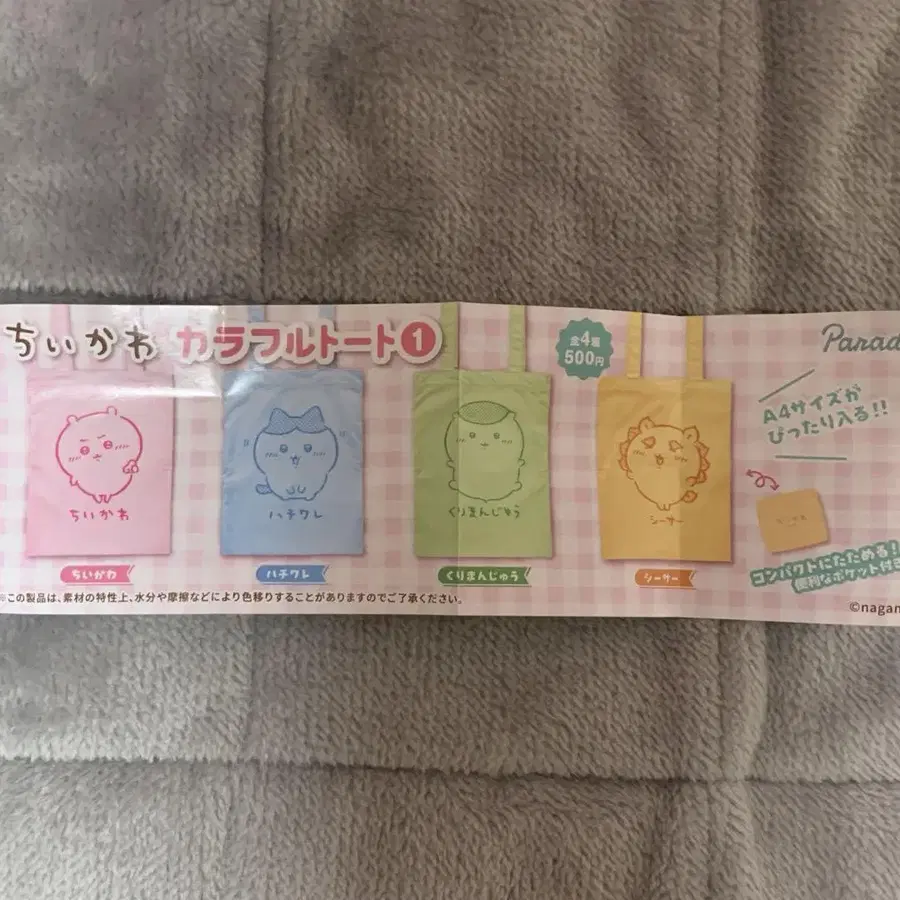 ちいかわ カラフルトート1
全4種
500円
Parad
A4サイズが
ぴったり入る!!
ちいかわ
ハチワレ
くりまんじゅう
シーサー
ちいかわ
ハチワレ
くりまんじゅう
シーサー
コンパクトにたためる!
便利なポケット付き
※この製品は、素材の特性上、水分や摩擦などにより色移りすることがありますのでご了承ください。
©nagan